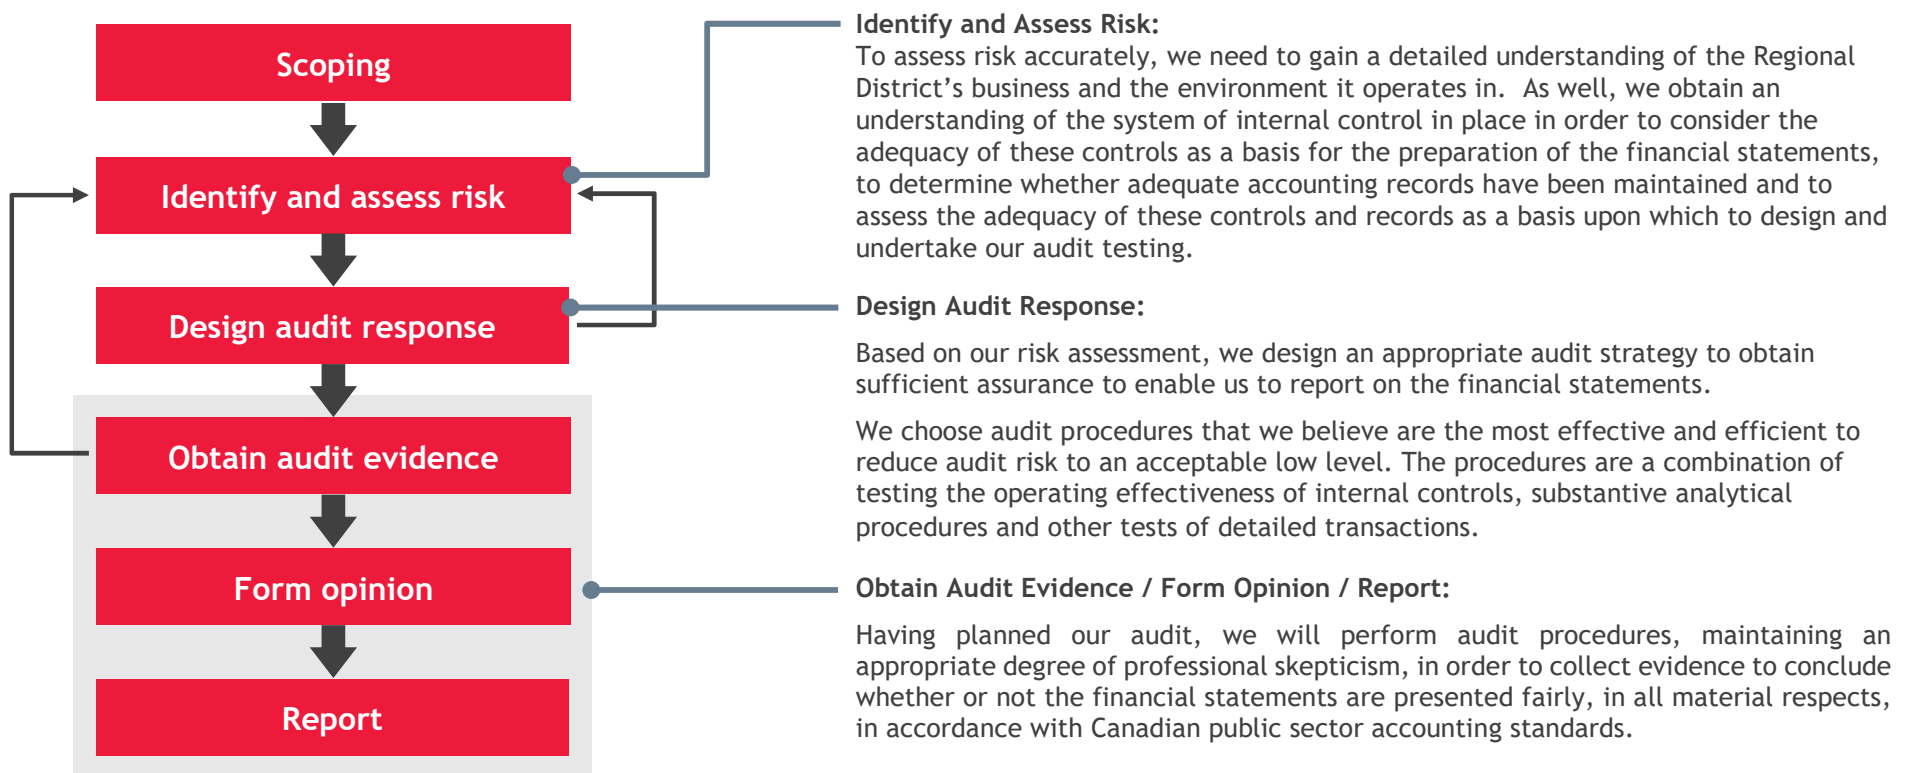 Scoping
Identify and assess risk
Design audit response
Obtain audit evidence
Form opinion
Report
Identify and Assess Risk:
To assess risk accurately, we need to gain a detailed understanding of the Regional
District’s business and the environment it operates in.  As well, we obtain an
understanding of the system of internal control in place in order to consider the
adequacy of these controls as a basis for the preparation of the financial statements,
to determine whether adequate accounting records have been maintained and to
assess the adequacy of these controls and records as a basis upon which to design and
undertake our audit testing.
Design Audit Response:
Based on our risk assessment, we design an appropriate audit strategy to obtain
sufficient assurance to enable us to report on the financial statements.
We choose audit procedures that we believe are the most effective and efficient to
reduce audit risk to an acceptable low level. The procedures are a combination of
testing the operating effectiveness of internal controls, substantive analytical
procedures and other tests of detailed transactions.
Obtain Audit Evidence / Form Opinion / Report:
Having planned our audit, we will perform audit procedures, maintaining an
appropriate degree of professional skepticism, in order to collect evidence to conclude
whether or not the financial statements are presented fairly, in all material respects,
in accordance with Canadian public sector accounting standards.